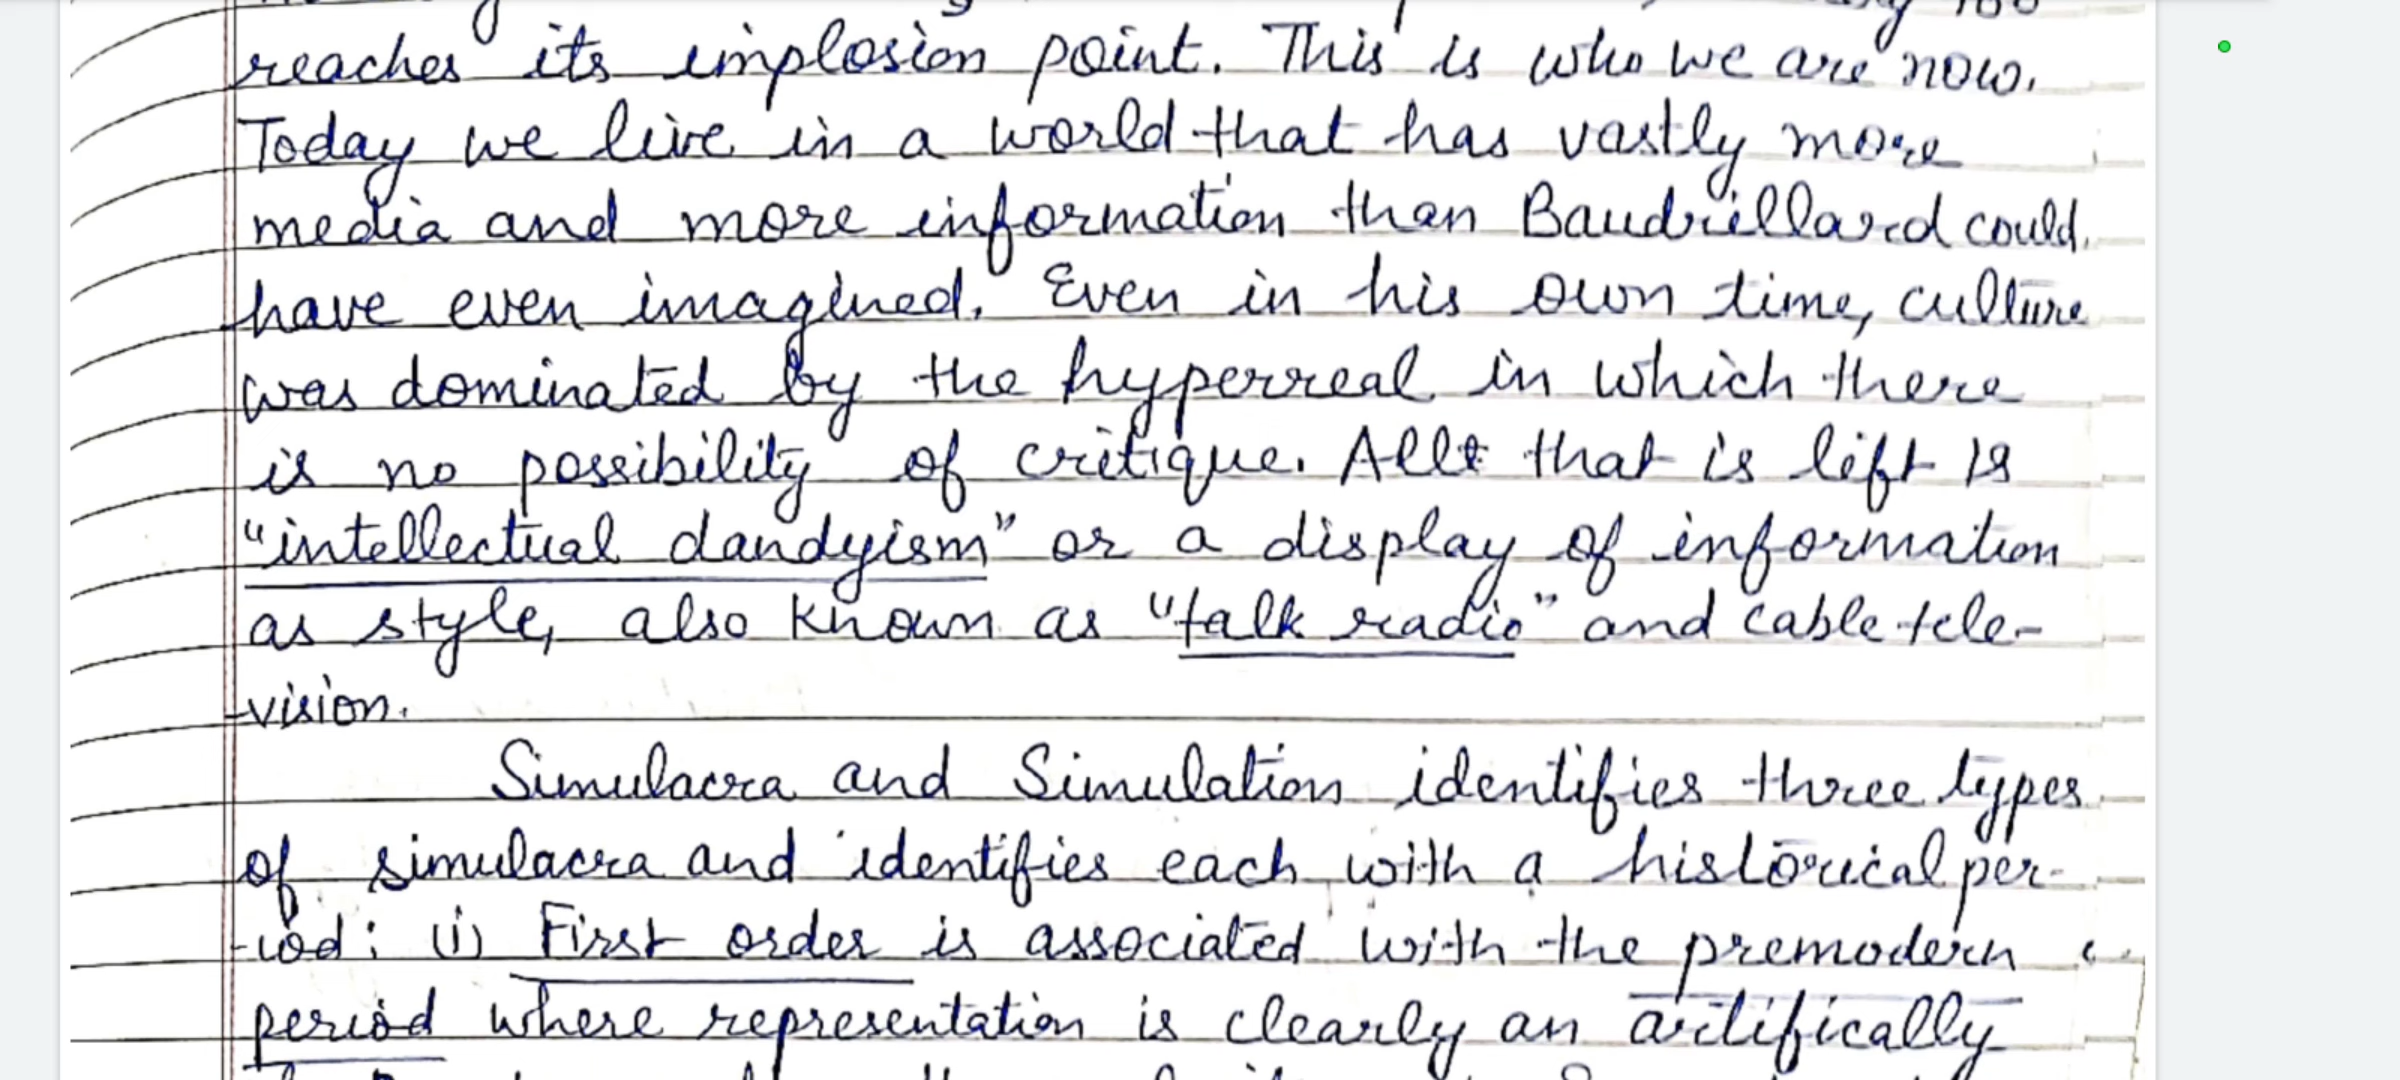 reaches its implosion point. This is who we are now.
Today we live in a world that has vastly more
media and more information than Baudrillard could
have even imagined. Even in his own time, culture
was dominated by the hyperreal in which there
is no possibility of critique. All that is left is
"intellectual dandyism" or a display of information
as style, also known as "talk radio" and cable tele-
-vision.
Simulacra and Simulation identifies three types
of simulacra and identifies each with a historical per-
-iod: (i) First order is associated with the premodern
period where representation is clearly an artifically